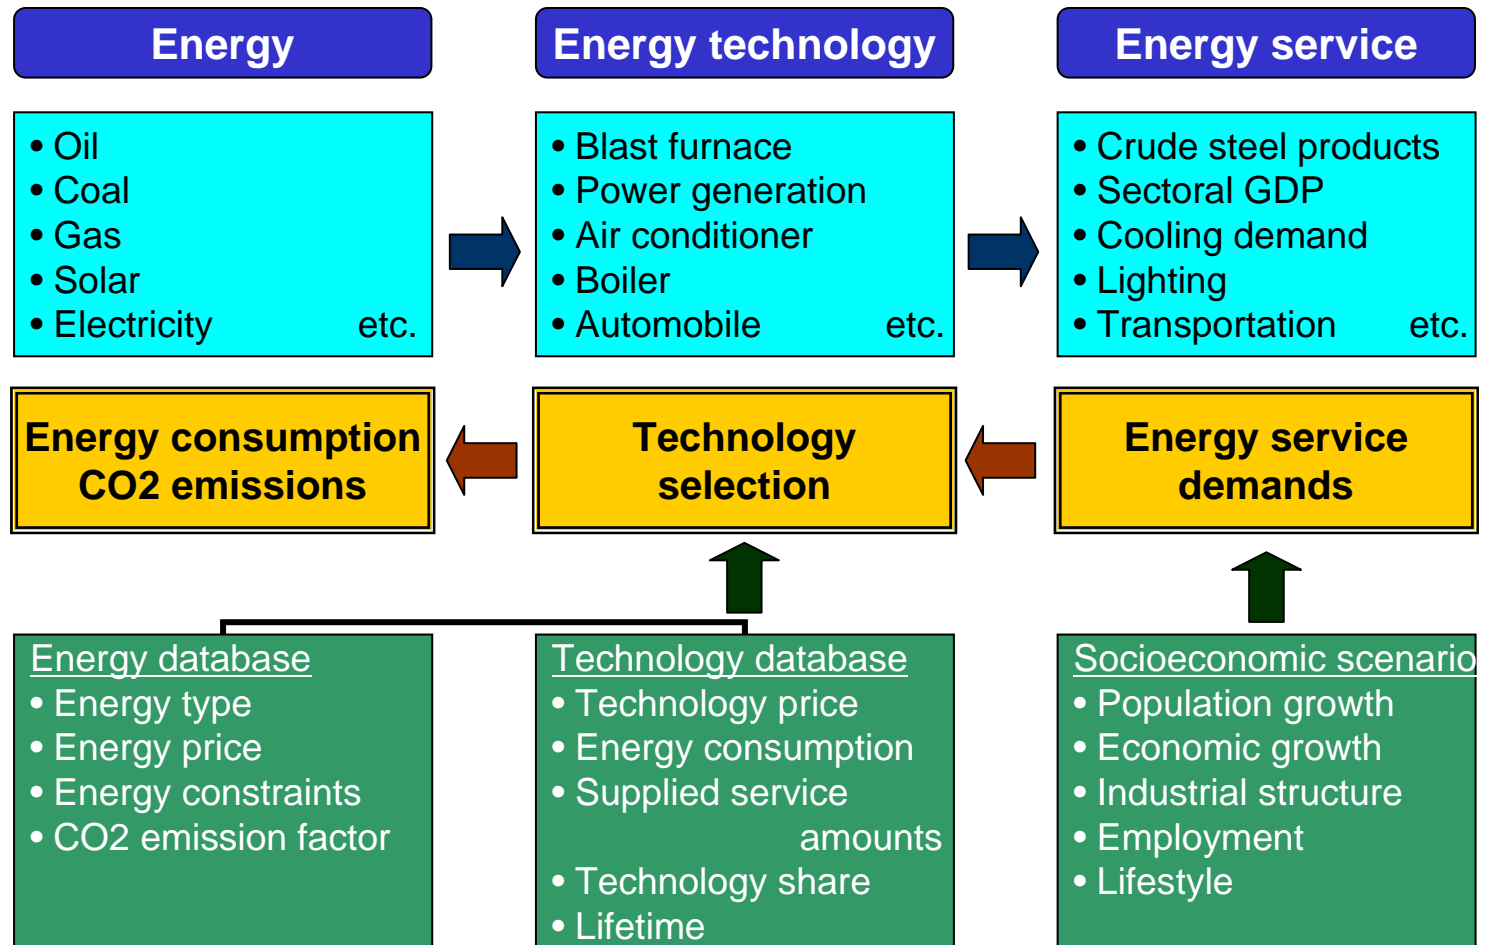 Energy
Energy technology
Energy service
• Oil
• Coal
• Gas
• Solar
• Electricity etc.
• Blast furnace
• Power generation
• Air conditioner
• Boiler
• Automobile etc.
• Crude steel products
• Sectoral GDP
• Cooling demand
• Lighting
• Transportation etc.
Energy consumption
CO2 emissions
Technology
selection
Energy service
demands
Energy database
• Energy type
• Energy price
• Energy constraints
• CO2 emission factor
Technology database
• Technology price
• Energy consumption
• Supplied service
amounts
• Technology share
• Lifetime
Socioeconomic scenario
• Population growth
• Economic growth
• Industrial structure
• Employment
• Lifestyle